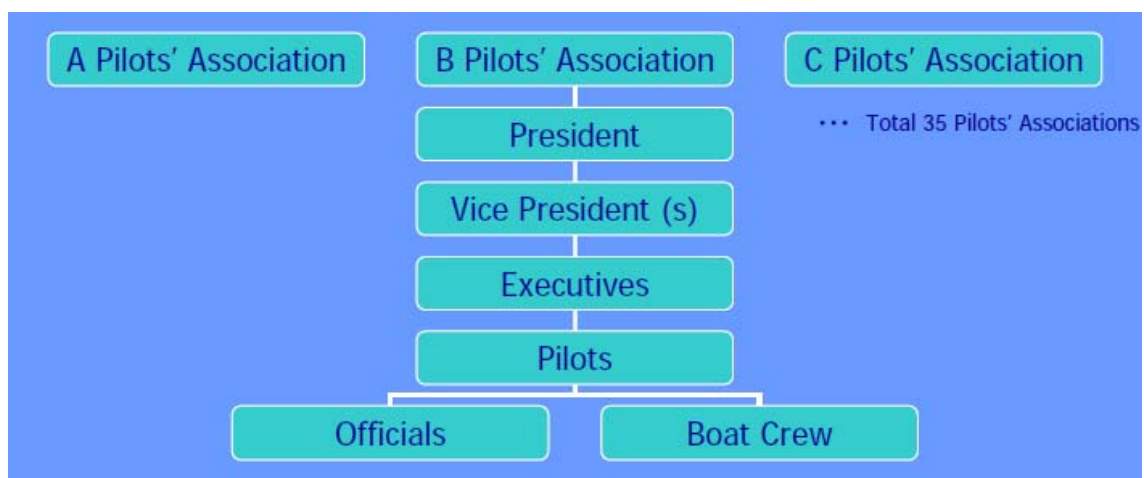 A Pilots' Association
B Pilots' Association
C Pilots' Association
President
··· Total 35 Pilots' Associations
Vice President (s)
Executives
Pilots
Officials
Boat Crew